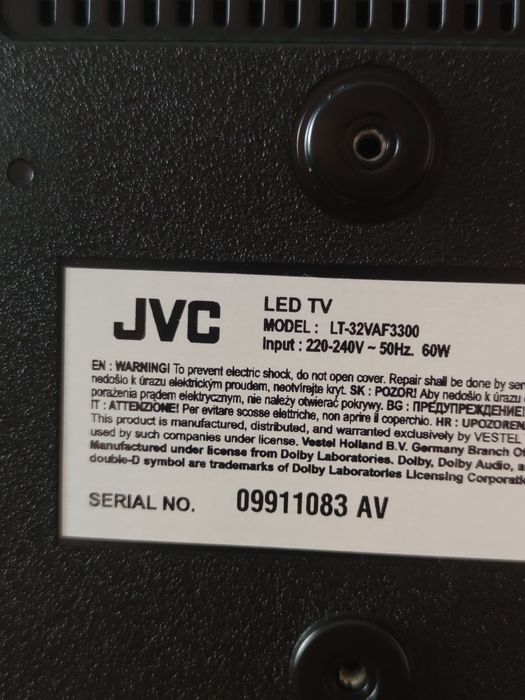 JVC
LED TV
MODEL : LT-32VAF3300
Input : 220-240V ~ 50Hz. 60W
EN : WARNING! To prevent electric shock, do not open cover. Repair shall be done by
nedošlo k úrazu elektrickým proudem, neotvírejte kryt. SK : POZOR! Aby nedošlo k úrazu
porażenia prądem elektrycznym, nie należy otwierać pokrywy. BG : ПРЕДУПРЕЖДЕНИЕ!
IT : ATTENZIONE! Per evitare scosse elettriche, non aprire il coperchio. HR : UPOZOREN
This product is manufactured, distributed, and warranted exclusively by VESTEL
used by such companies under license. Vestel Holland B.V. Germany Branch
Manufactured under license from Dolby Laboratories. Dolby, Dolby Audio,
double-D symbol are trademarks of Dolby Laboratories Licensing
SERIAL NO. 09911083 AV